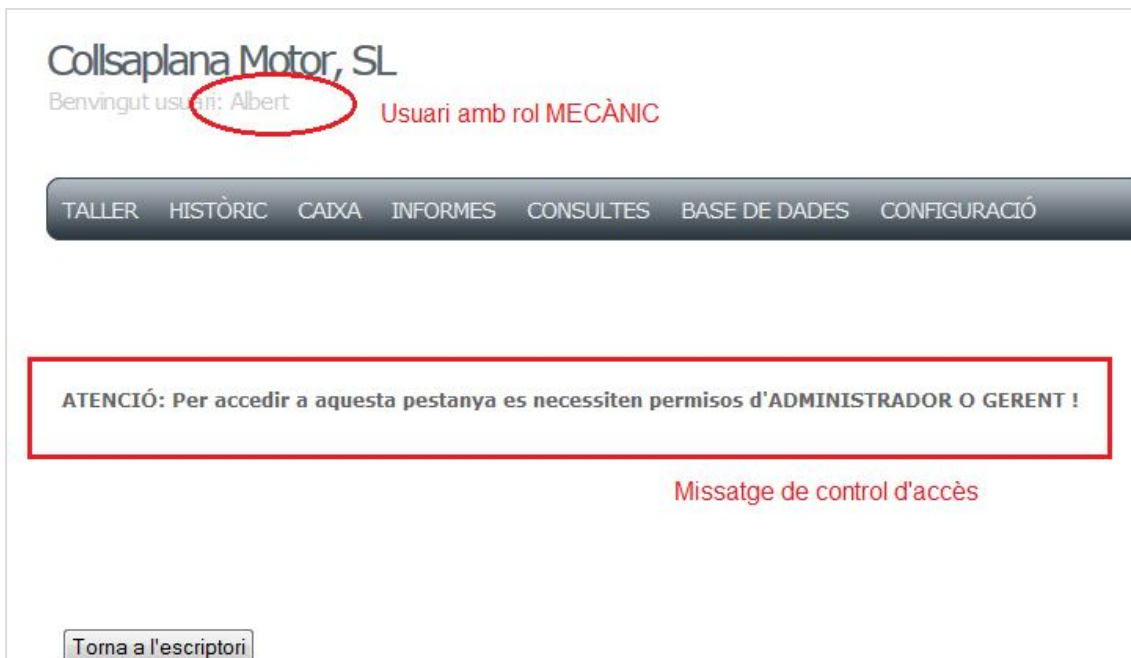 Collsaplana Motor, SL
Benvingut usuari: Albert
Usuari amb rol MECÀNIC
TALLER HISTÒRIC CAIXA INFORMES CONSULTES BASE DE DADES CONFIGURACIÓ
ATENCIÓ: Per accedir a aquesta pestanya es necessiten permisos d'ADMINISTRADOR O GERENT !
Missatge de control d'accès
Torna a l'escriptori